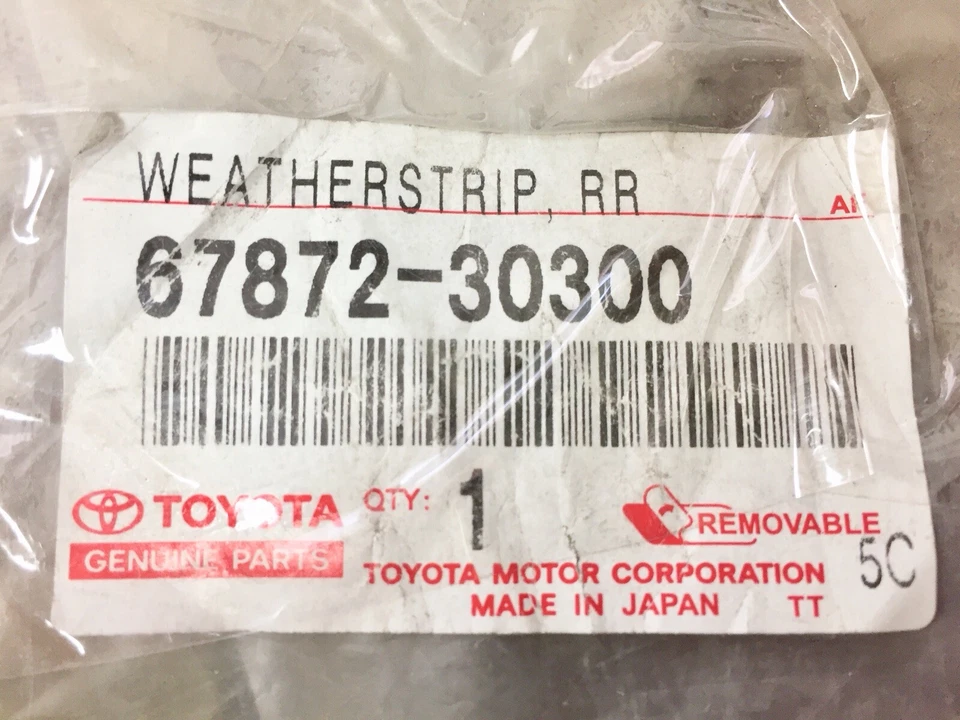 WEATHERSTRIP, RR
67872-30300
TOYOTA QTY: 1 REMOVABLE
GENUINE PARTS
5C
TOYOTA MOTOR CORPORATION
MADE IN JAPAN TT